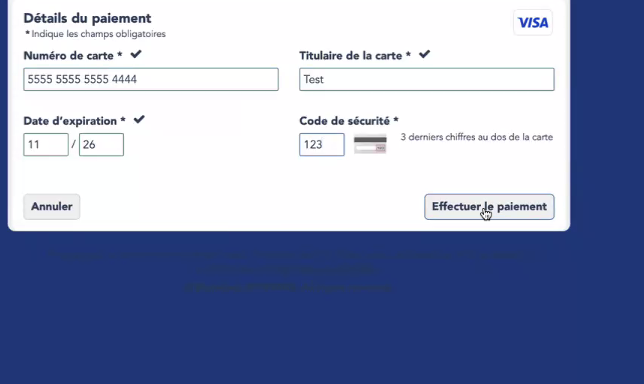 Détails du paiement
VISA
* Indique les champs obligatoires
Numéro de carte *
Titulaire de la carte *
5555 5555 5555 4444
Test
Date d'expiration *
Code de sécurité *
11 / 26
123
3 derniers chiffres au dos de la carte
Annuler
Effectuer le paiement